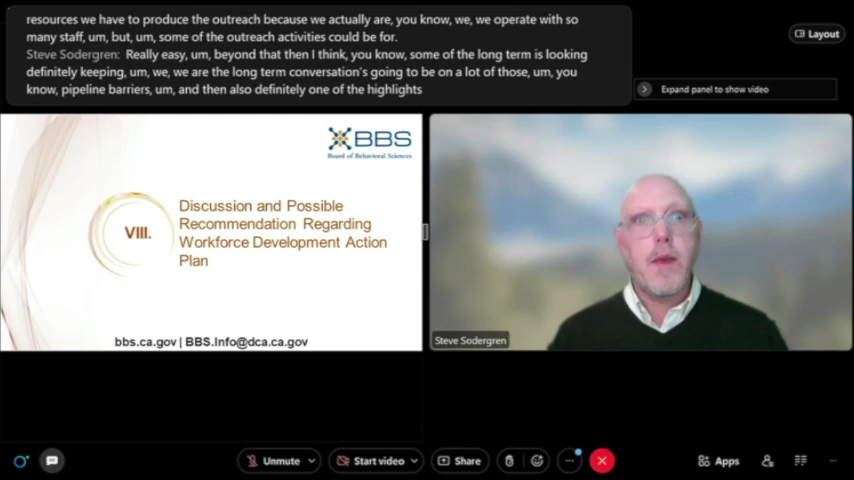 resources we have to produce the outreach because we actually are, you know, we, we operate with so
many staff, um, but, um, some of the outreach activities could be for.
Steve Sodergren: Really easy, um, beyond that then I think, you know, some of the long term is looking
definitely keeping, um, we, we are the long term conversation's going to be on a lot of those, um, you
know, pipeline barriers, um, and then also definitely one of the highlights
Layout
Expand panel to show video
BBS
Board of Behavioral Sciences
VIII.
Discussion and Possible
Recommendation Regarding
Workforce Development Action
Plan
bbs.ca.gov | BBS.Info@dca.ca.gov
Steve Sodergren
Unmute
Start video
Share
Apps